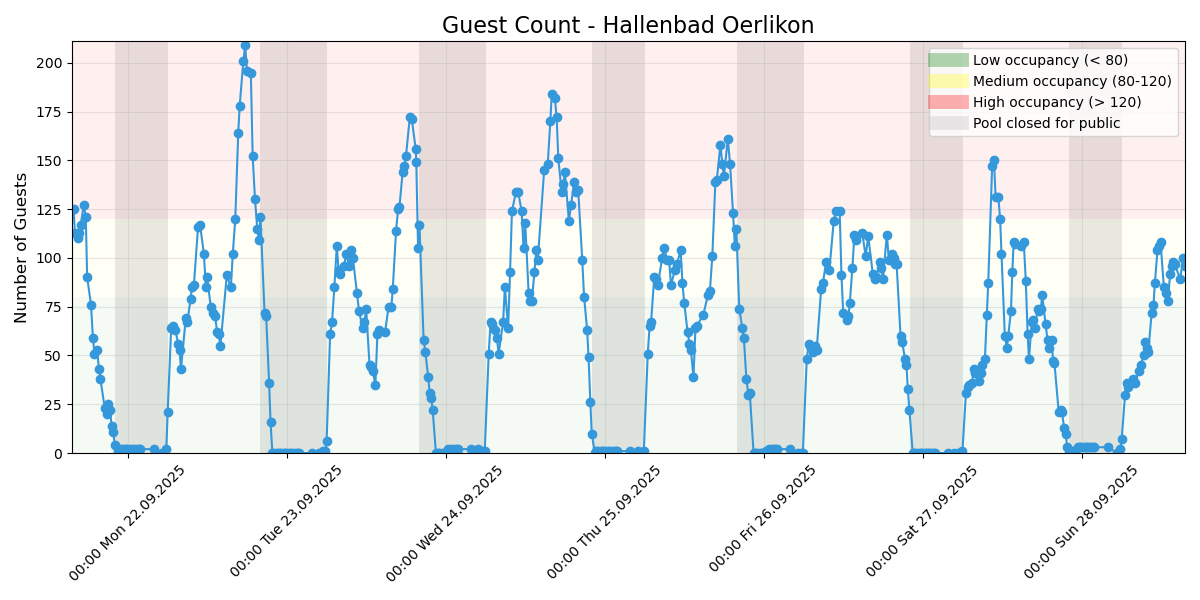 Guest Count - Hallenbad Oerlikon
Number of Guests
200
175
150
125
100
75
50
25
0
Low occupancy (< 80)
Medium occupancy (80-120)
High occupancy (> 120)
Pool closed for public
00:00 Mon 22.09.2025
00:00 Tue 23.09.2025
00:00 Wed 24.09.2025
00:00 Thu 25.09.2025
00:00 Fri 26.09.2025
00:00 Sat 27.09.2025
00:00 Sun 28.09.2025